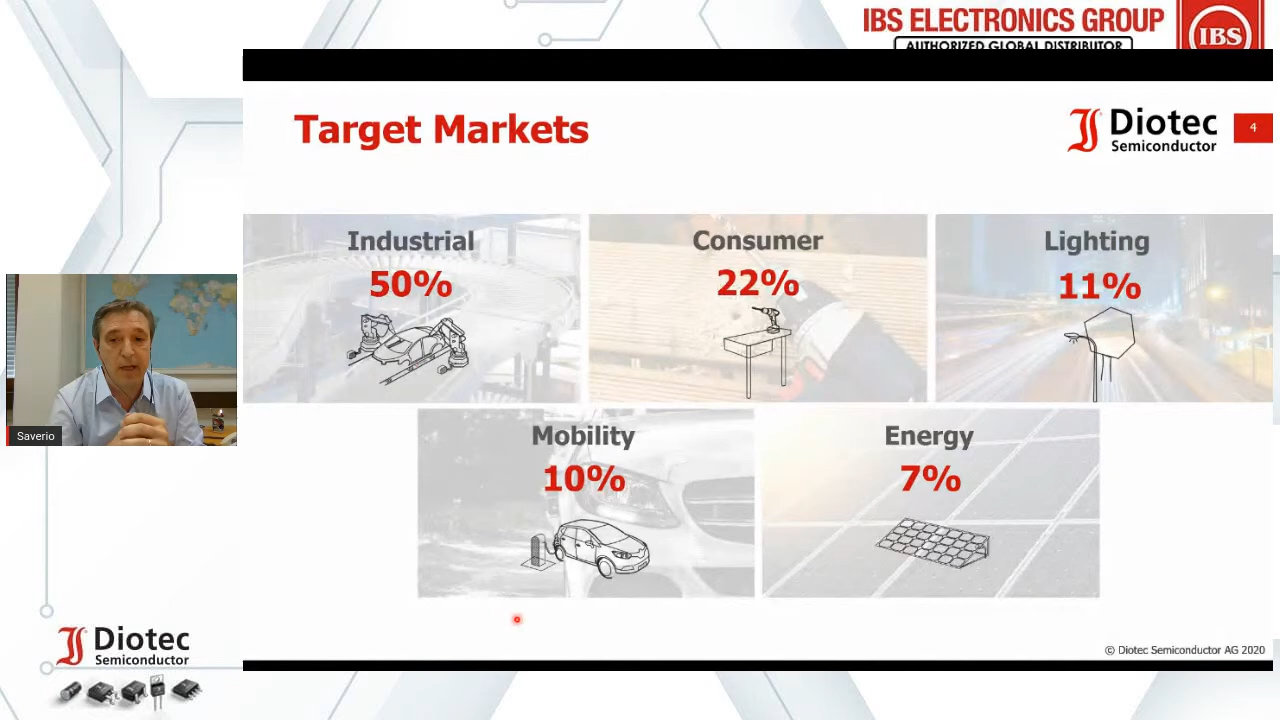 IBS ELECTRONICS GROUP
AUTHORIZED GLOBAL DISTRIBUTOR
IBS
Target Markets
Diotec
Semiconductor
4
Industrial
50%
Consumer
22%
Lighting
11%
Mobility
10%
Energy
7%
Saverio
© Diotec Semiconductor AG 2020
Diotec
Semiconductor